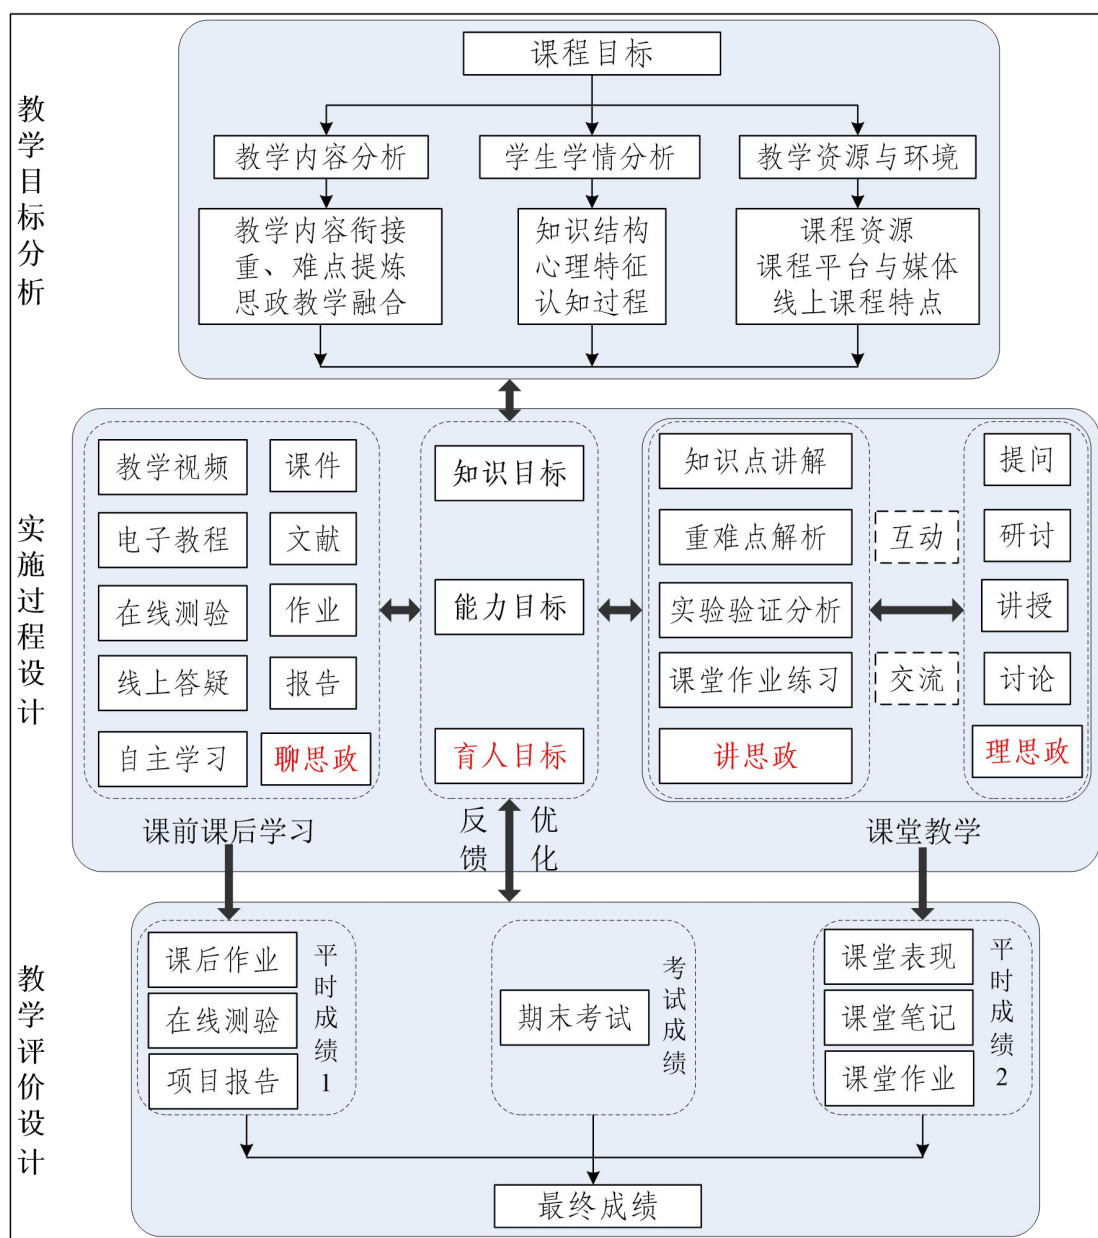 教学目标分析
课程目标
教学内容分析
学生学情分析
教学资源与环境
教学内容衔接
重、难点提炼
思政教学融合
知识结构
心理特征
认知过程
课程资源
课程平台与媒体
线上课程特点
实施过程设计
教学视频
课件
电子教程
文献
在线测验
作业
线上答疑
报告
自主学习
聊思政
课前课后学习
知识目标
能力目标
育人目标
反馈
优化
知识点讲解
重难点解析
实验验证分析
课堂作业练习
讲思政
互动
交流
提问
研讨
讲授
讨论
理思政
课堂教学
教学评价设计
课后作业
在线测验
项目报告
平时成绩1
期末考试
考试成绩
课堂表现
课堂笔记
课堂作业
平时成绩2
最终成绩